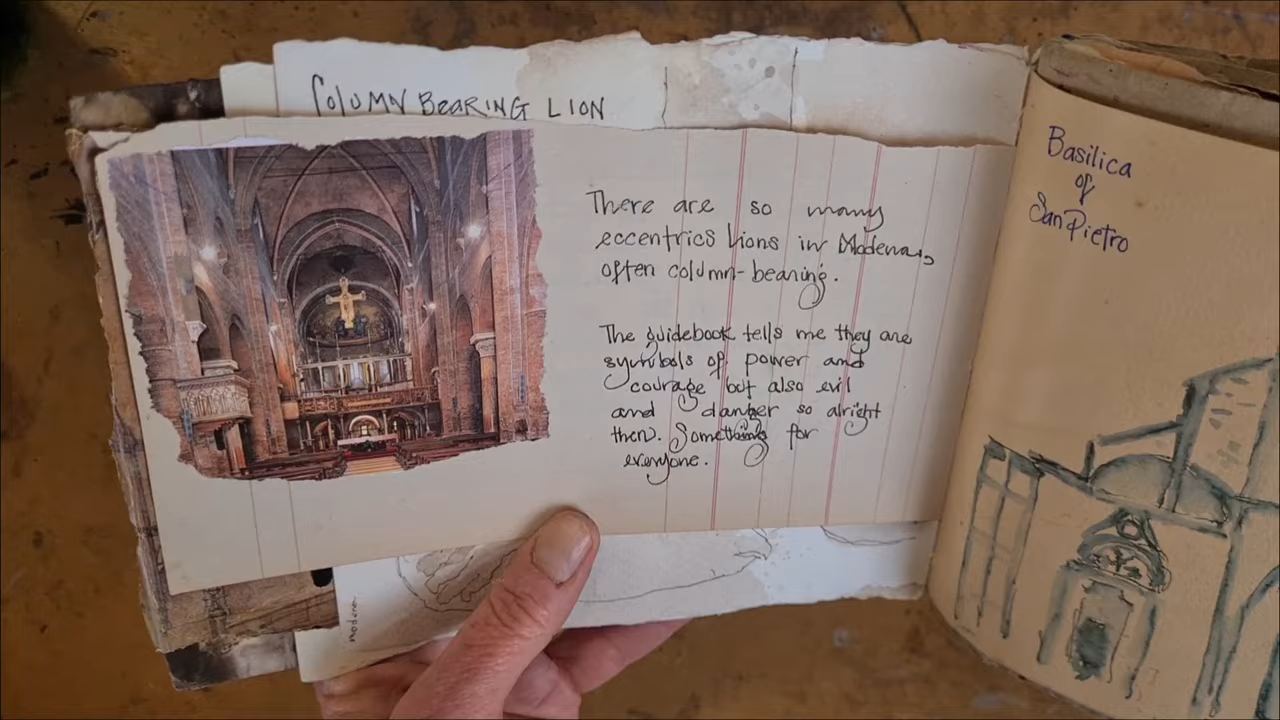 COLUMN BEARING LION
There are so many
eccentrics lions in Modena,
often column-bearing.
The guidebook tells me they are
symbols of power and
courage but also evil
and danger so alright
then. Something for
everyone.
modena
Basilica
of
San Pietro